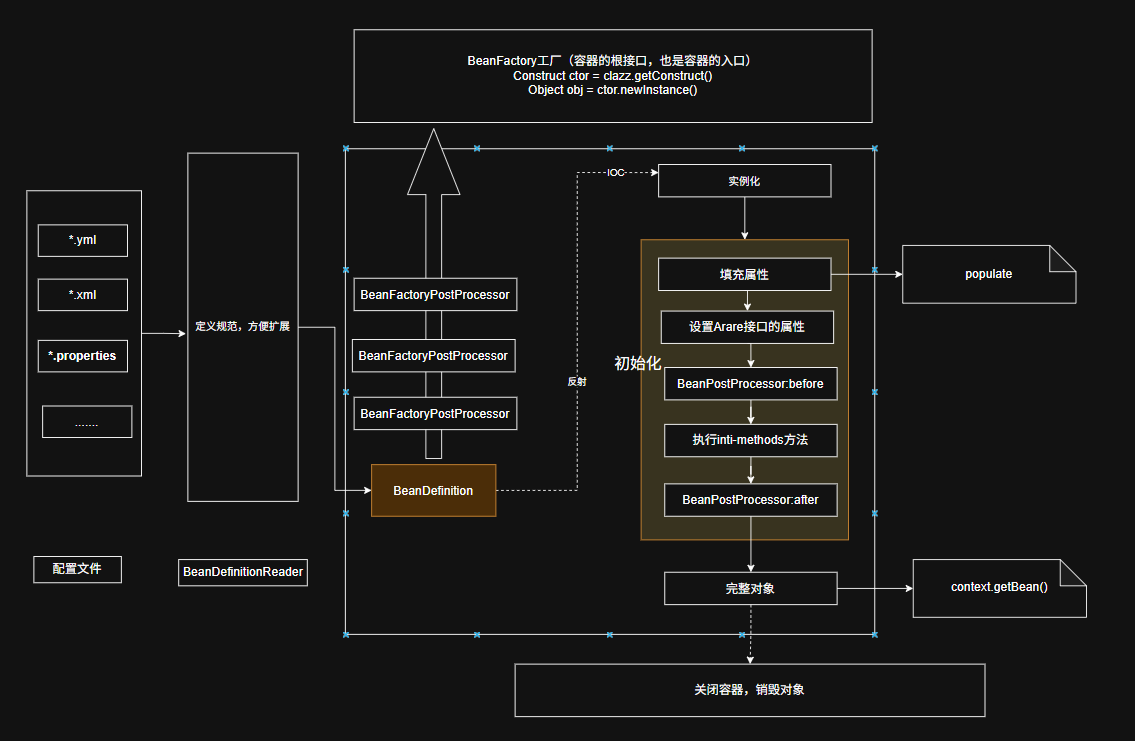 BeanFactory工厂（容器的根接口，也是容器的入口）
Construct ctor = clazz.getConstruct()
Object obj = ctor.newInstance()
*.yml
*.xml
*.properties
.......
配置文件
定义规范，方便扩展
BeanDefinitionReader
BeanFactoryPostProcessor
BeanFactoryPostProcessor
BeanFactoryPostProcessor
BeanDefinition
反射
IOC
实例化
初始化
填充属性
设置Arare接口的属性
BeanPostProcessor:before
执行inti-methods方法
BeanPostProcessor:after
完整对象
populate
context.getBean()
关闭容器，销毁对象